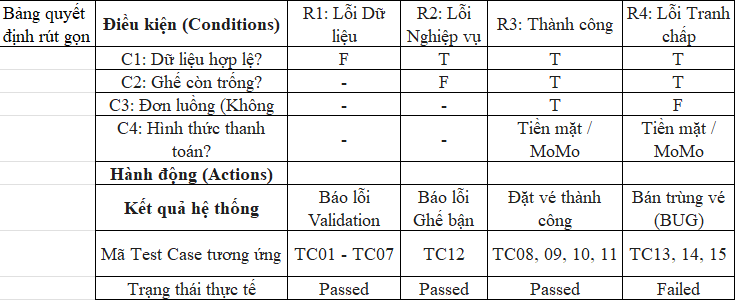 Bảng quyết định rút gọn | Điều kiện (Conditions) | R1: Lỗi Dữ liệu | R2: Lỗi Nghiệp vụ | R3: Thành công | R4: Lỗi Tranh chấp
C1: Dữ liệu hợp lệ? | F | T | T | T
C2: Ghế còn trống? | - | F | T | T
C3: Đơn luồng (Không | - | - | T | F
C4: Hình thức thanh toán? | - | - | Tiền mặt / MoMo | Tiền mặt / MoMo
Hành động (Actions)
Kết quả hệ thống | Báo lỗi Validation | Báo lỗi Ghế bận | Đặt vé thành công | Bán trùng vé (BUG)
Mã Test Case tương ứng | TC01 - TC07 | TC12 | TC08, 09, 10, 11 | TC13, 14, 15
Trạng thái thực tế | Passed | Passed | Passed | Failed